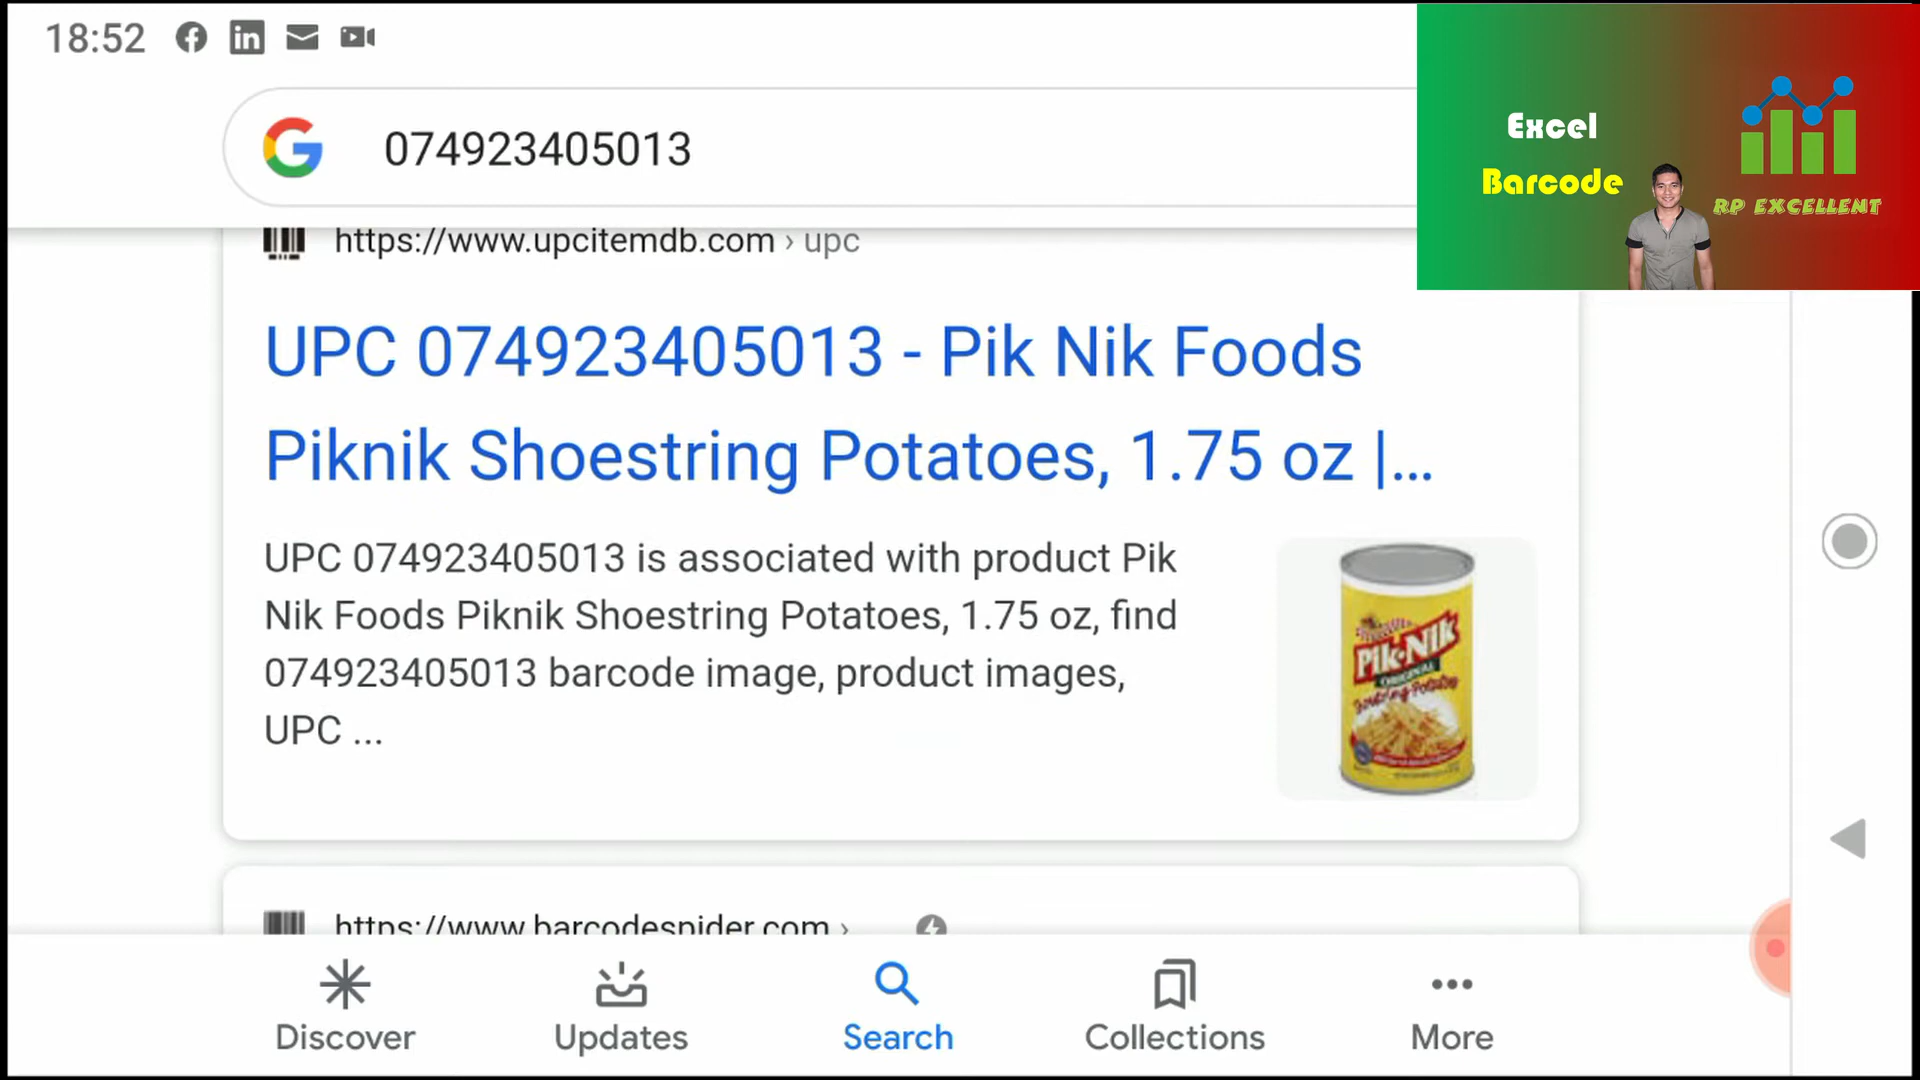 18:52
074923405013
Excel
Barcode
RP EXCELLENT
https://www.upcitemdb.com › upc
UPC 074923405013 - Pik Nik Foods
Piknik Shoestring Potatoes, 1.75 oz |...
UPC 074923405013 is associated with product Pik
Nik Foods Piknik Shoestring Potatoes, 1.75 oz, find
074923405013 barcode image, product images,
UPC ...
Pik-Nik
ORIGINAL
Shoestring Potatoes
https://www.barcodespider.com ›
Discover
Updates
Search
Collections
More